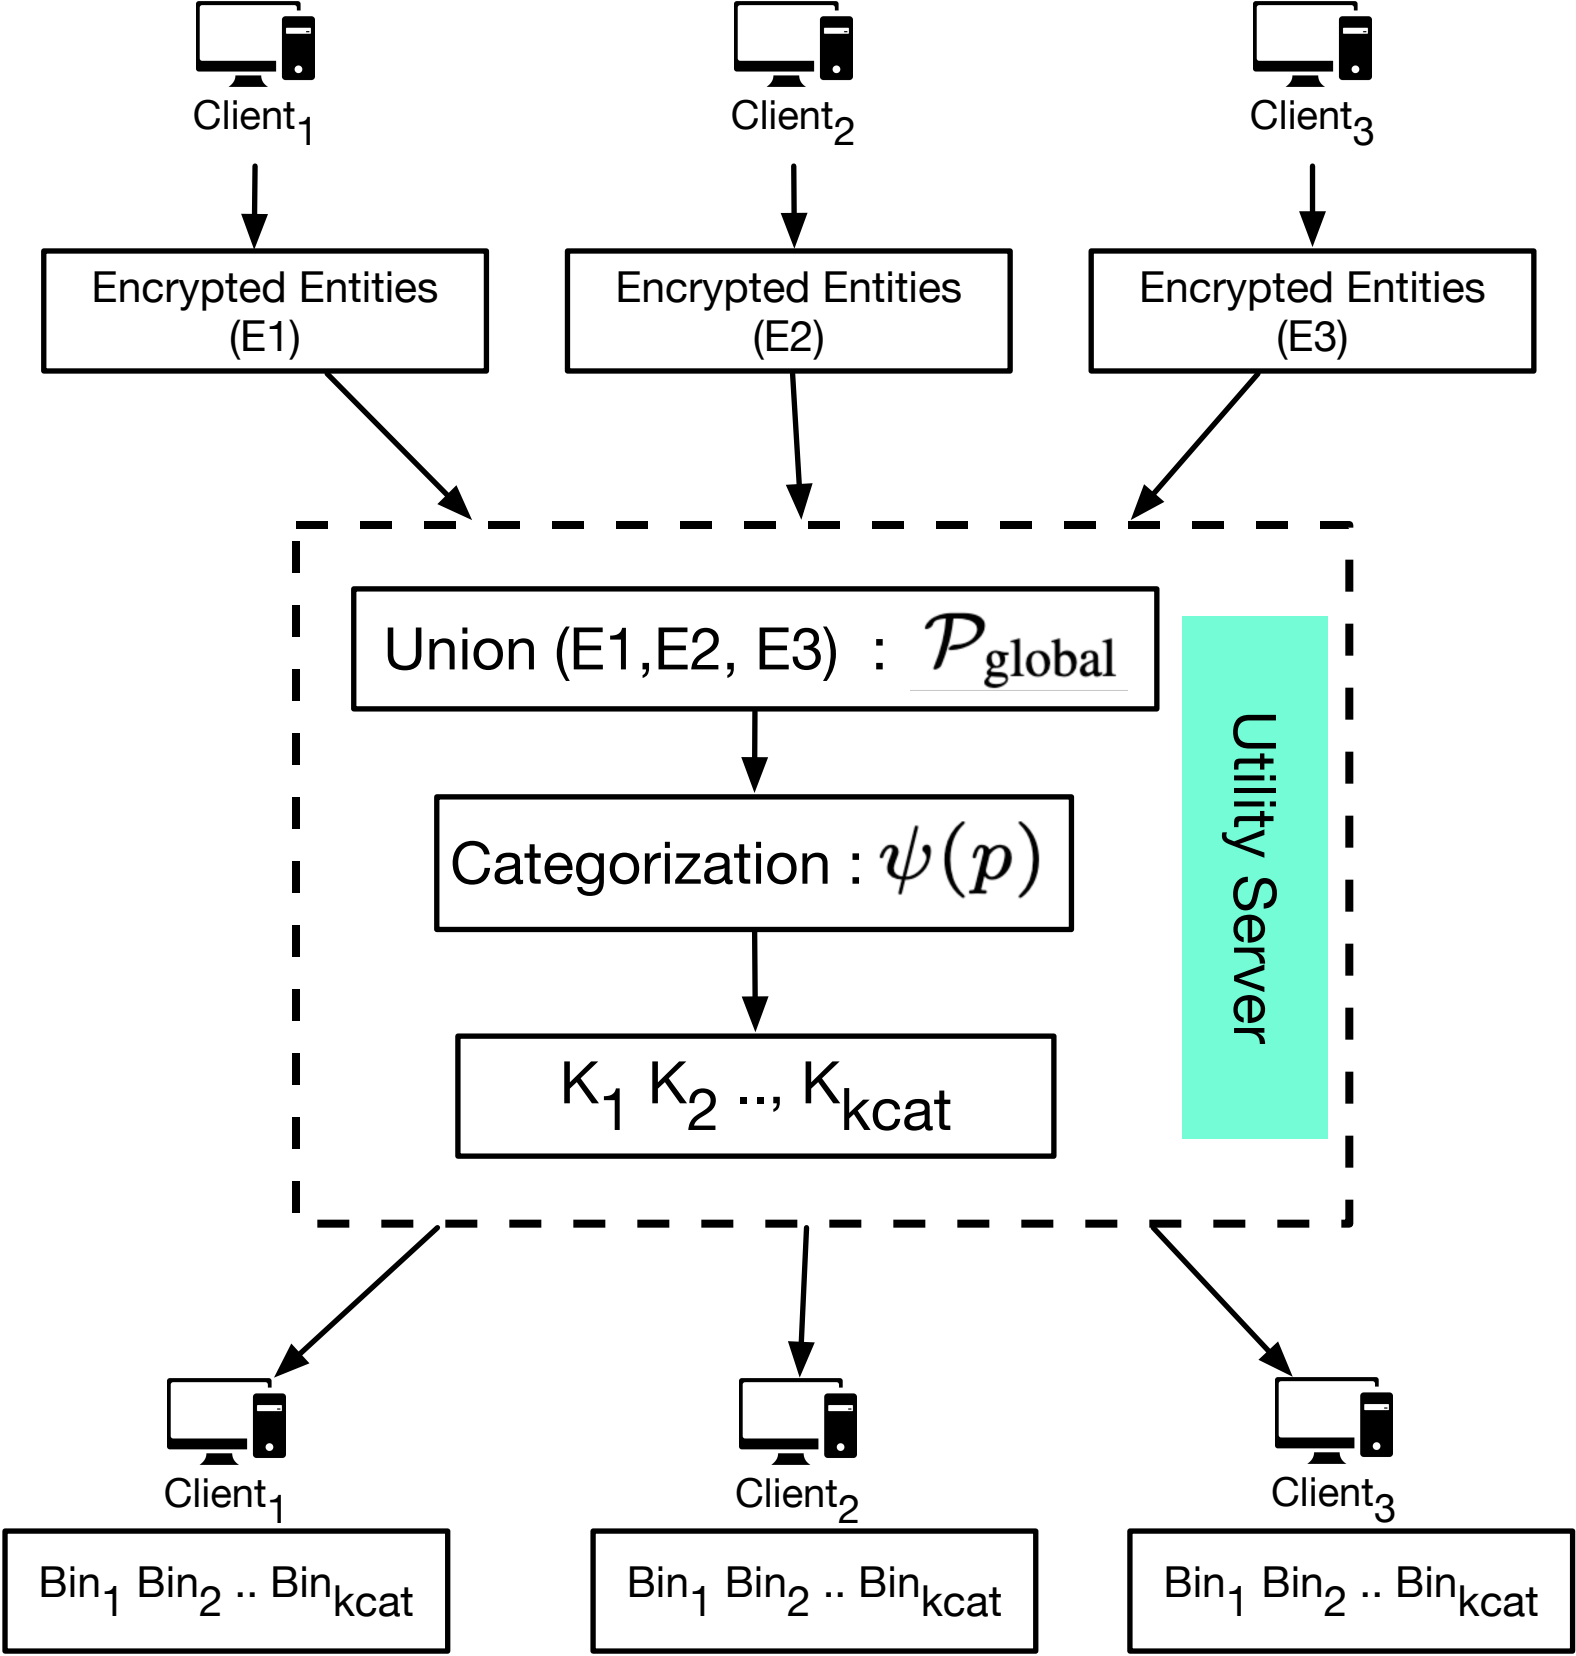 Client₁
Client₂
Client₃
Encrypted Entities
(E1)
Encrypted Entities
(E2)
Encrypted Entities
(E3)
Union (E1,E2, E3) : 𝒫global
Categorization : ψ(p)
K₁ K₂ .., Kkcat
Utility Server
Client₁
Client₂
Client₃
Bin₁ Bin₂ .. Binkcat
Bin₁ Bin₂ .. Binkcat
Bin₁ Bin₂ .. Binkcat